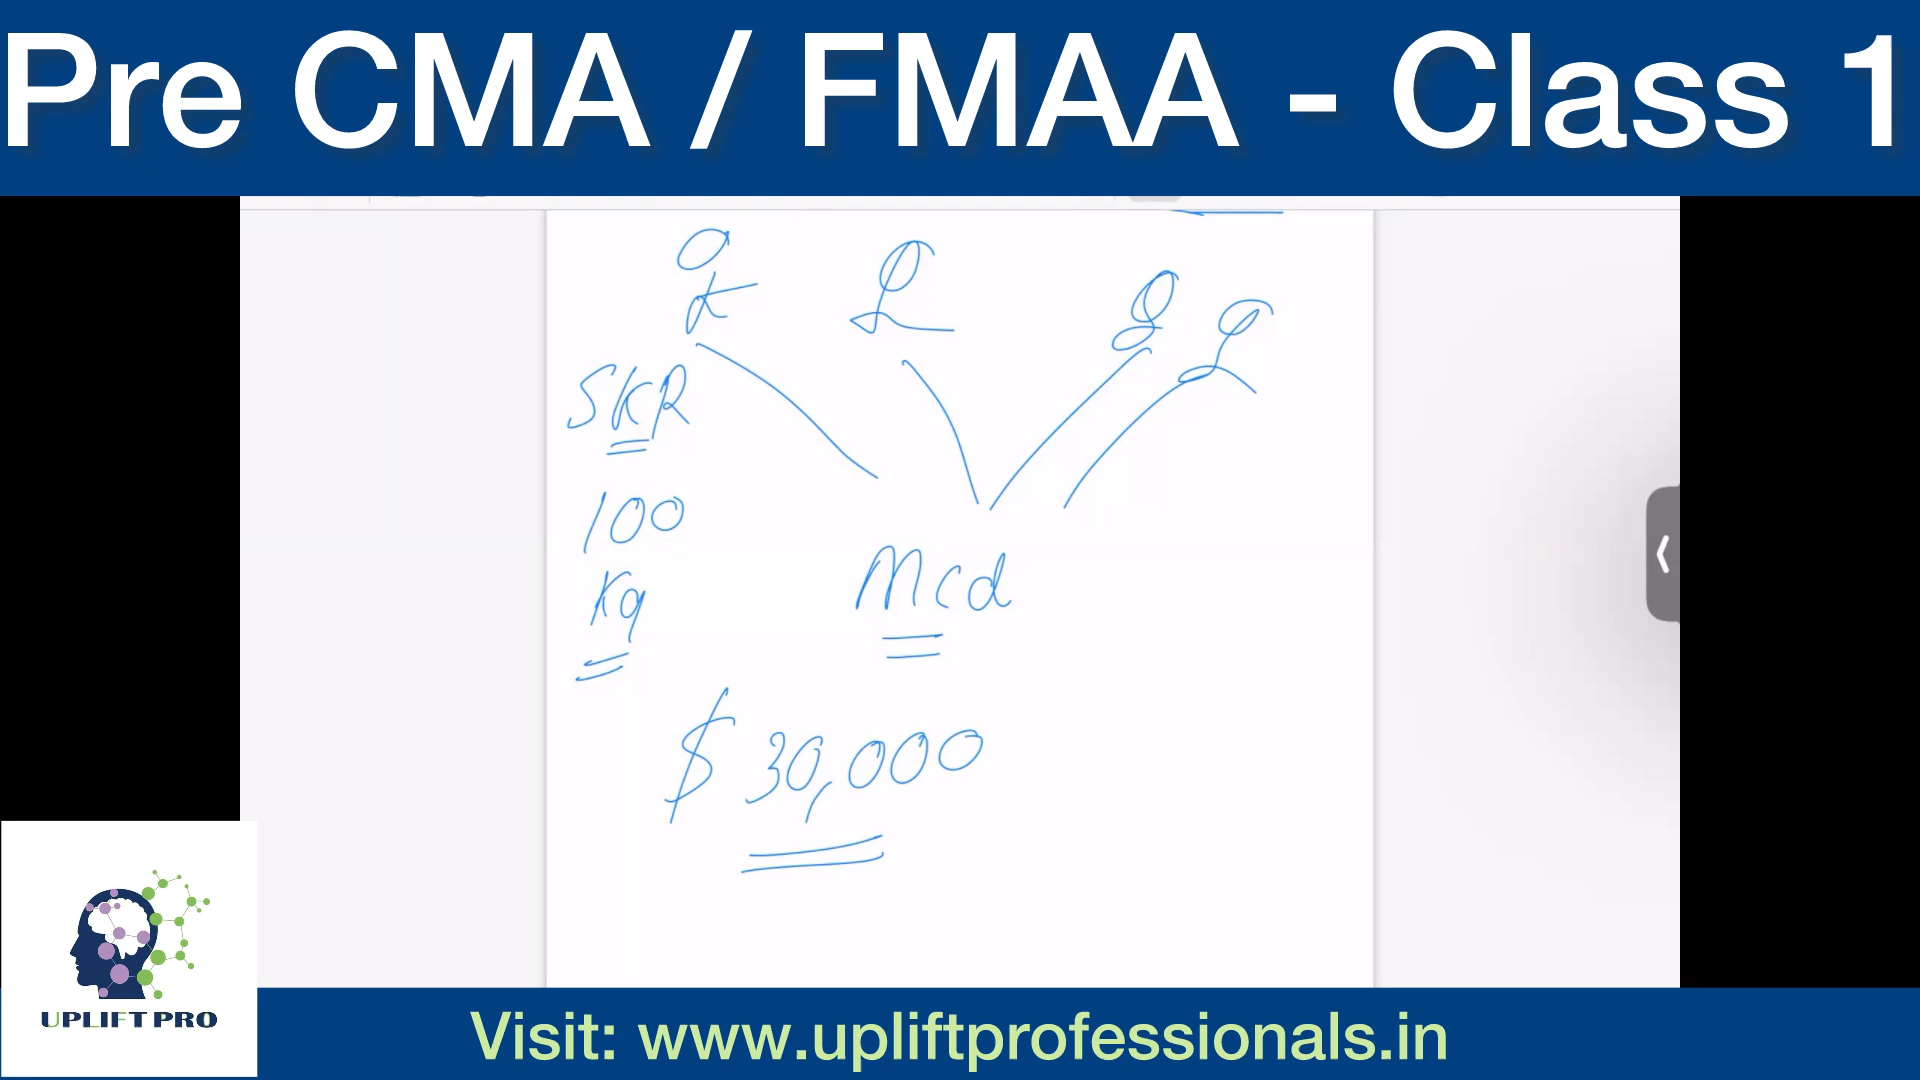 Pre CMA / FMAA - Class 1
SKR
100
Kg
Mcd
$ 30,000
UPLIFT PRO
Visit: www.upliftprofessionals.in